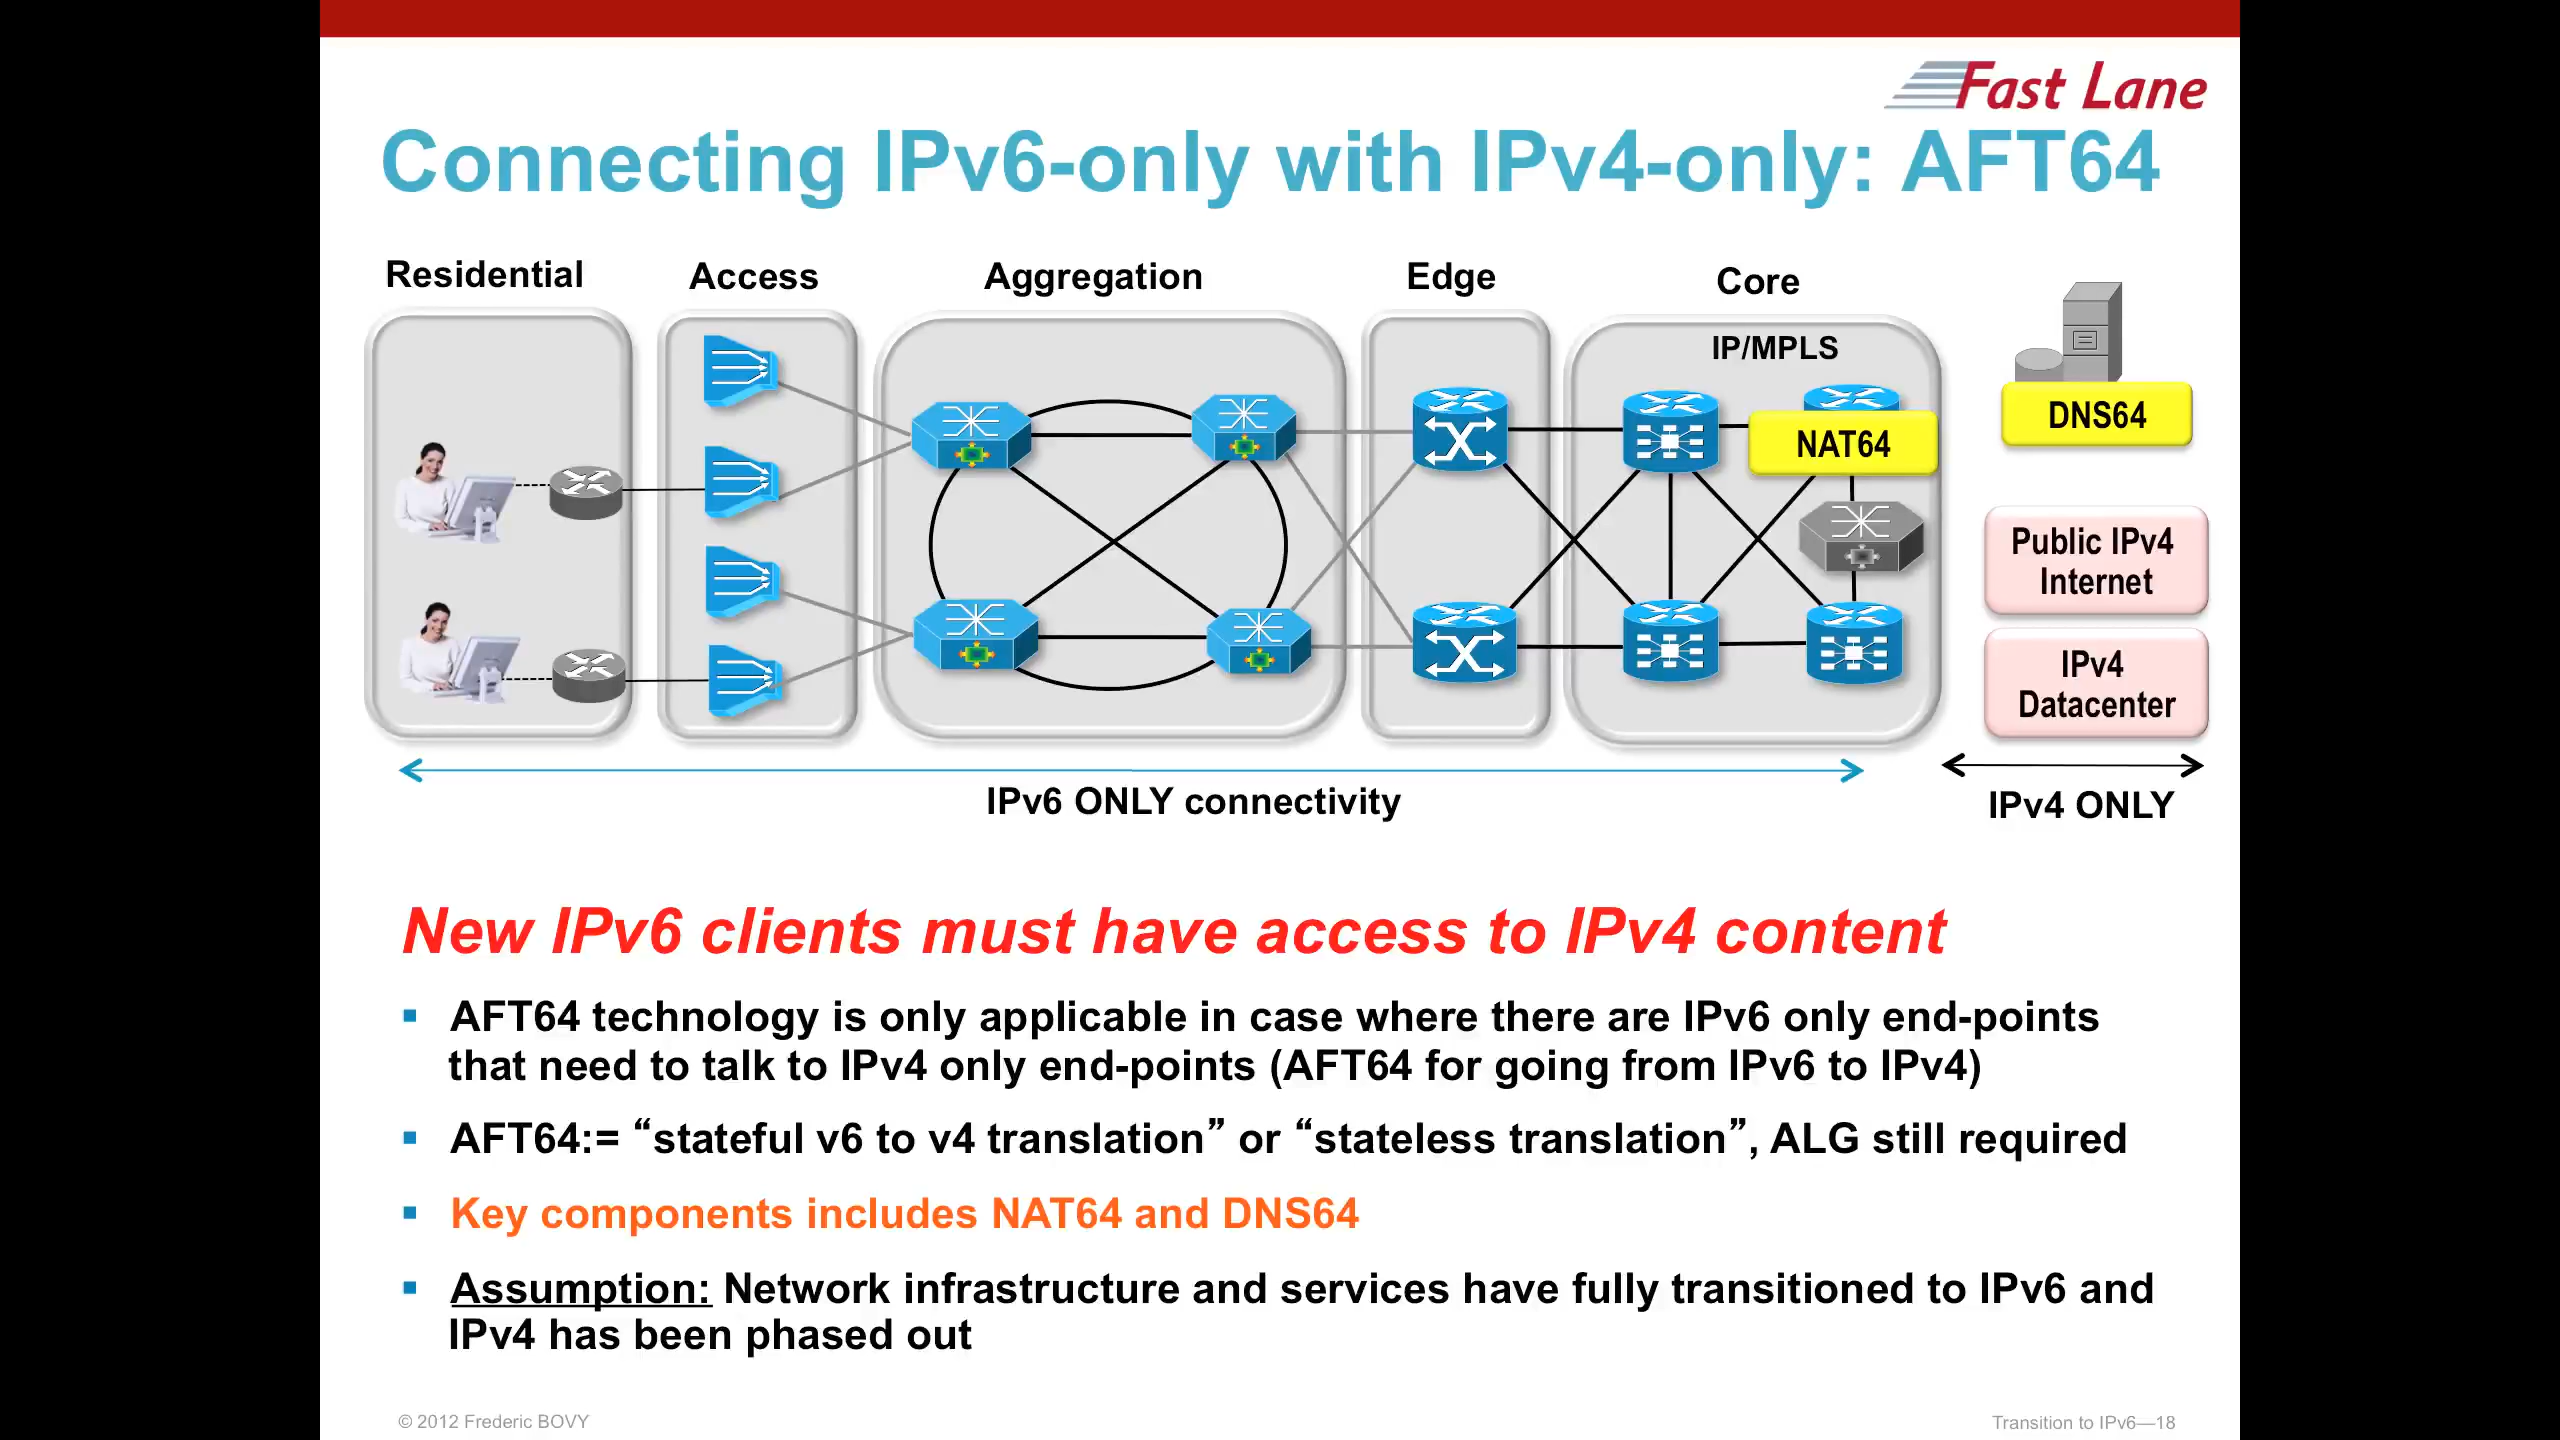 Fast Lane
Connecting IPv6-only with IPv4-only: AFT64
Residential
Access
Aggregation
Edge
Core
IP/MPLS
NAT64
DNS64
Public IPv4
Internet
IPv4
Datacenter
IPv6 ONLY connectivity
IPv4 ONLY
New IPv6 clients must have access to IPv4 content
▪ AFT64 technology is only applicable in case where there are IPv6 only end-points
that need to talk to IPv4 only end-points (AFT64 for going from IPv6 to IPv4)
▪ AFT64:= “stateful v6 to v4 translation” or “stateless translation”, ALG still required
▪ Key components includes NAT64 and DNS64
▪ Assumption: Network infrastructure and services have fully transitioned to IPv6 and
IPv4 has been phased out
© 2012 Frederic BOVY
Transition to IPv6—18